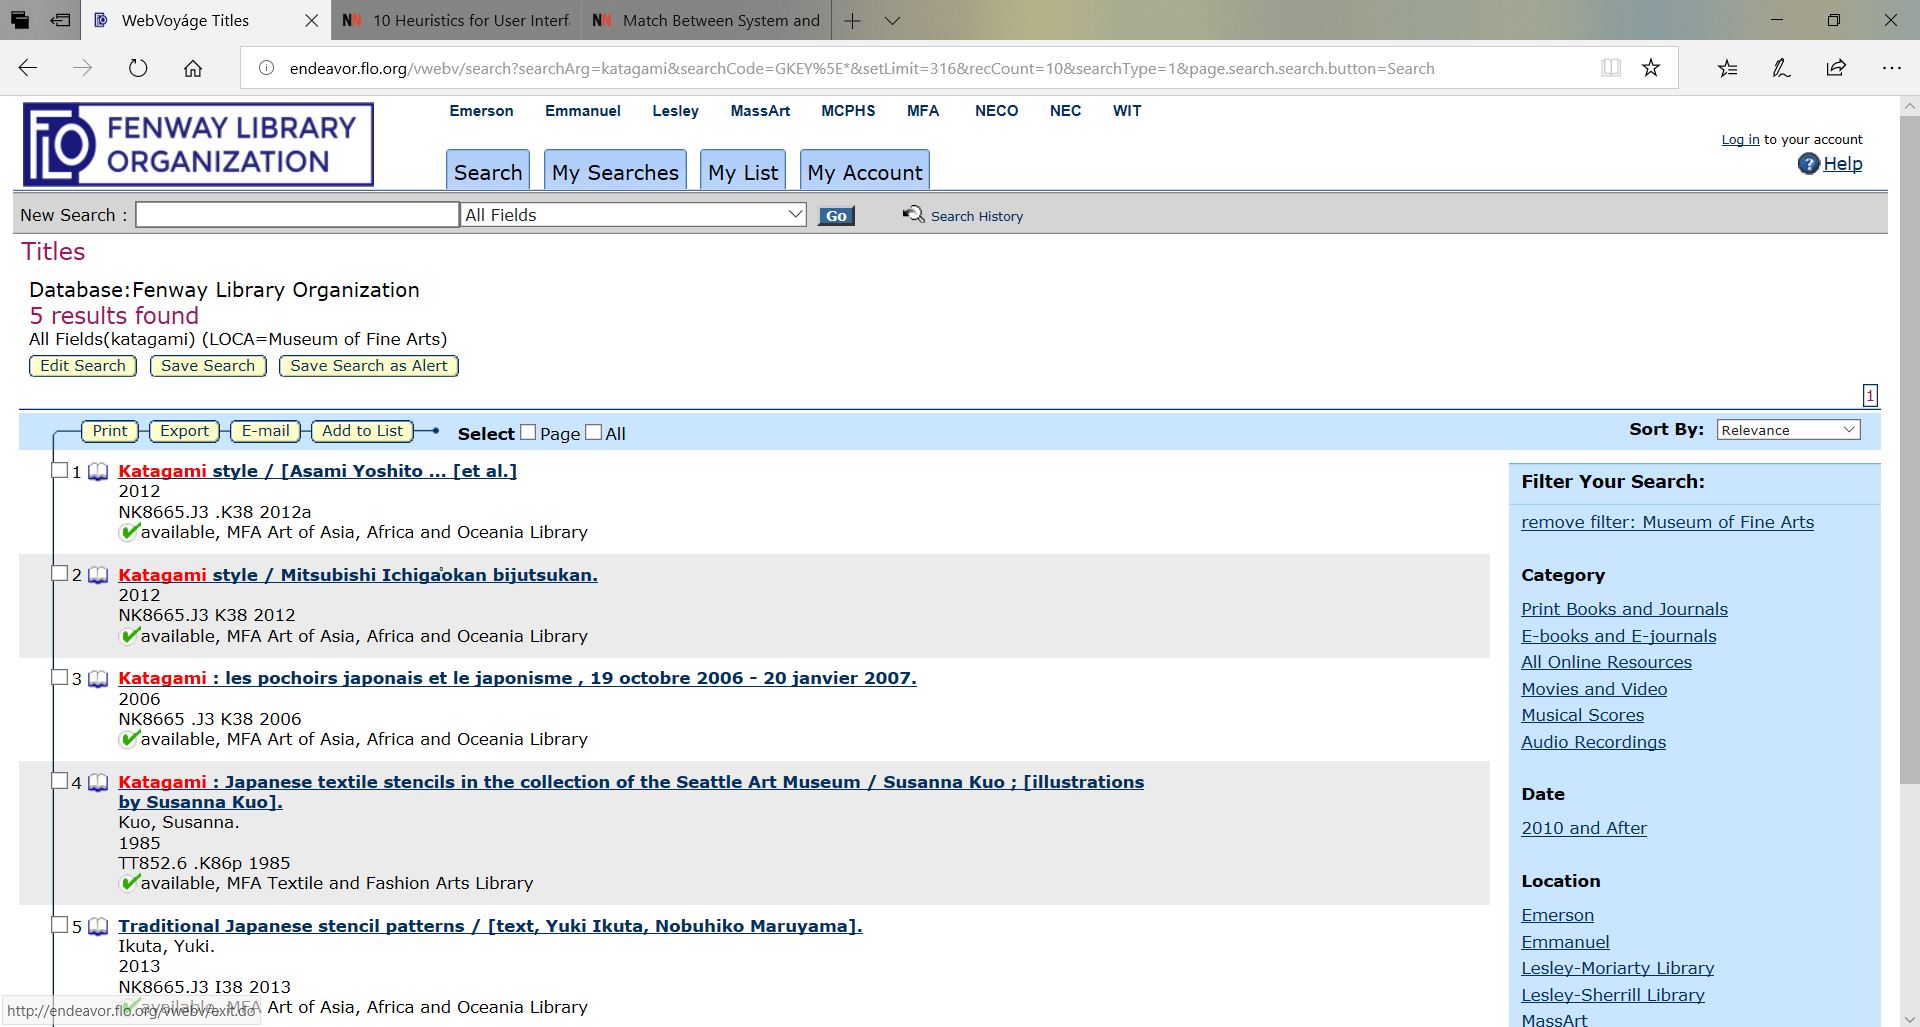 WebVoyáge Titles
10 Heuristics for User Interf
Match Between System and
endeavor.flo.org/vwebv/search?searchArg=katagami&searchCode=GKEY%5E*&setLimit=316&recCount=10&searchType=1&page.search.search.button=Search
FLO FENWAY LIBRARY
ORGANIZATION
Emerson Emmanuel Lesley MassArt MCPHS MFA NECO NEC WIT
Log in to your account
Help
Search My Searches My List My Account
New Search : All Fields Go Search History
Titles
Database:Fenway Library Organization
5 results found
All Fields(katagami) (LOCA=Museum of Fine Arts)
Edit Search Save Search Save Search as Alert
1
Print Export E-mail Add to List Select Page All Sort By: Relevance
1 Katagami style / [Asami Yoshito ... [et al.]
2012
NK8665.J3 .K38 2012a
available, MFA Art of Asia, Africa and Oceania Library
2 Katagami style / Mitsubishi Ichigåokan bijutsukan.
2012
NK8665.J3 K38 2012
available, MFA Art of Asia, Africa and Oceania Library
3 Katagami : les pochoirs japonais et le japonisme , 19 octobre 2006 - 20 janvier 2007.
2006
NK8665 .J3 K38 2006
available, MFA Art of Asia, Africa and Oceania Library
4 Katagami : Japanese textile stencils in the collection of the Seattle Art Museum / Susanna Kuo ; [illustrations
by Susanna Kuo].
Kuo, Susanna.
1985
TT852.6 .K86p 1985
available, MFA Textile and Fashion Arts Library
5 Traditional Japanese stencil patterns / [text, Yuki Ikuta, Nobuhiko Maruyama].
Ikuta, Yuki.
2013
NK8665.J3 I38 2013
available, MFA Art of Asia, Africa and Oceania Library
http://endeavor.flo.org/vwebv/exit.do
Filter Your Search:
remove filter: Museum of Fine Arts
Category
Print Books and Journals
E-books and E-journals
All Online Resources
Movies and Video
Musical Scores
Audio Recordings
Date
2010 and After
Location
Emerson
Emmanuel
Lesley-Moriarty Library
Lesley-Sherrill Library
MassArt